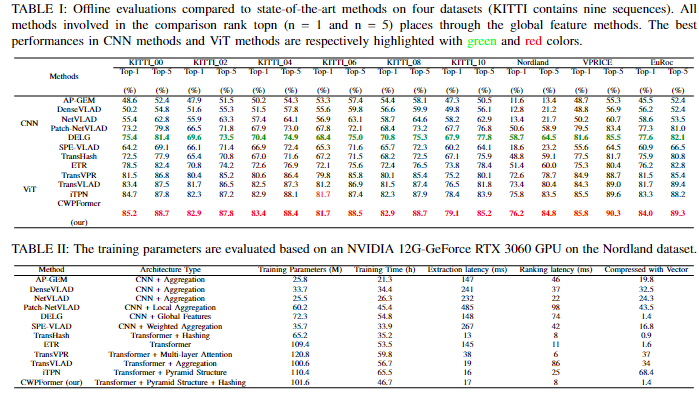 TABLE I: Offline evaluations compared to state-of-the-art methods on four datasets (KITTI contains nine sequences). All
methods involved in the comparison rank topn (n = 1 and n = 5) places through the global feature methods. The best
performances in CNN methods and ViT methods are respectively highlighted with green and red colors.
Methods KITTI_00 KITTI_02 KITTI_04 KITTI_06 KITTI_08 KITTI_10 Nordland VPRICE EuRoc
Top-1 Top-5 Top-1 Top-5 Top-1 Top-5 Top-1 Top-5 Top-1 Top-5 Top-1 Top-5 Top-1 Top-5 Top-1 Top-5 Top-1 Top-5
(%) (%) (%) (%) (%) (%) (%) (%) (%) (%) (%) (%) (%) (%) (%) (%) (%) (%)
CNN
AP-GEM 48.6 52.4 47.9 51.5 50.2 54.3 53.3 57.4 54.4 58.1 47.3 50.5 11.6 13.4 48.7 55.3 45.5 52.4
DenseVLAD 50.2 54.8 51.6 55.3 51.5 57.8 55.6 59.8 56.6 59.9 49.8 56.1 12.8 21.2 48.8 56.9 56.2 52.4
NetVLAD 55.4 62.8 55.9 63.3 57.4 64.1 56.9 63.1 58.7 64.6 58.2 62.9 13.4 21.7 50.2 60.7 58.6 53.5
Patch-NetVLAD 73.2 79.8 66.5 71.8 67.9 73.0 67.8 72.1 68.4 73.2 67.7 76.8 50.6 58.9 79.5 83.4 77.3 81.0
DELG 75.4 81.4 69.6 73.5 70.4 74.9 68.4 75.0 70.8 75.3 67.9 77.8 58.7 64.5 81.6 85.5 77.6 82.1
SPE-VLAD 64.2 69.1 66.1 71.4 66.9 72.4 65.3 71.6 65.7 72.3 60.2 64.1 18.6 23.2 55.6 64.5 60.9 66.5
ViT
TransHash 72.5 77.9 65.4 70.8 67.0 71.6 67.2 71.5 68.2 72.5 67.1 75.9 48.8 59.1 77.5 81.7 75.9 80.8
ETR 78.5 82.4 70.8 74.2 72.6 76.9 72.1 75.6 72.4 76.5 73.8 78.4 51.4 60.0 75.3 80.4 76.2 82.8
TransVPR 81.5 86.8 80.4 85.2 80.6 86.4 79.8 85.8 80.1 85.4 75.2 80.1 72.6 78.7 84.9 88.7 81.5 85.4
TransVLAD 83.4 87.5 81.7 86.5 82.5 87.3 81.2 86.9 81.5 87.4 76.5 81.8 73.4 80.4 84.3 89.0 81.7 89.4
iTPN 84.7 87.8 82.3 87.2 82.9 88.1 81.7 87.4 82.3 87.9 78.4 83.9 75.8 83.5 85.5 89.6 83.3 88.2
CWPFormer
(our)
85.2 88.7 82.9 87.8 83.4 88.4 81.7 88.5 82.9 88.7 79.1 85.2 76.2 84.8 85.8 90.3 84.0 89.3
TABLE II: The training parameters are evaluated based on an NVIDIA 12G-GeForce RTX 3060 GPU on the Nordland dataset.
Method Architecture Type Training Parameters (M) Training Time (h) Extraction latency (ms) Ranking latency (ms) Compressed with Vector
AP-GEM CNN + Aggregation 25.8 21.3 147 46 19.8
DenseVLAD CNN + Aggregation 33.7 34.4 241 37 32.5
NetVLAD CNN + Aggregation 25.5 26.3 232 22 24.3
Patch-NetVLAD CNN + Local Aggregation 60.2 45.4 485 98 43.5
DELG CNN + Global Features 72.3 54.8 148 74 1.4
SPE-VLAD CNN + Weighted Aggregation 35.7 33.9 267 42 16.8
TransHash Transformer + Hashing 65.2 35.2 13 8 0.9
ETR Transformer 109.4 53.5 145 11 1.6
TransVPR Transformer + Multi-layer Attention 120.8 59.8 38 6 37
TransVLAD Transformer + Aggregation 100.6 56.7 19 86 34
iTPN Transformer + Pyramid Structure 110.4 65.5 16 25 68.4
CWPFormer (our) Transformer + Pyramid Structure + Hashing 101.6 46.7 17 8 1.4